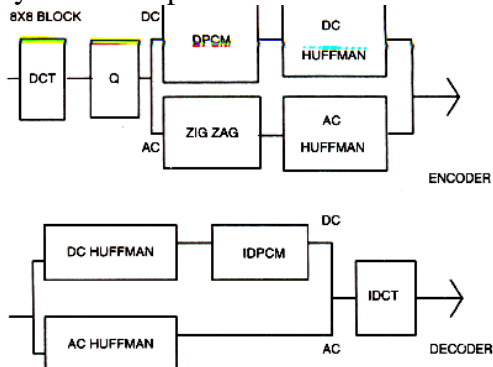 8X8 BLOCK
DC
DPCM
DC
HUFFMAN
DCT
Q
ZIG ZAG
AC
HUFFMAN
AC
ENCODER
DC
DC HUFFMAN
IDPCM
IDCT
AC HUFFMAN
AC
DECODER